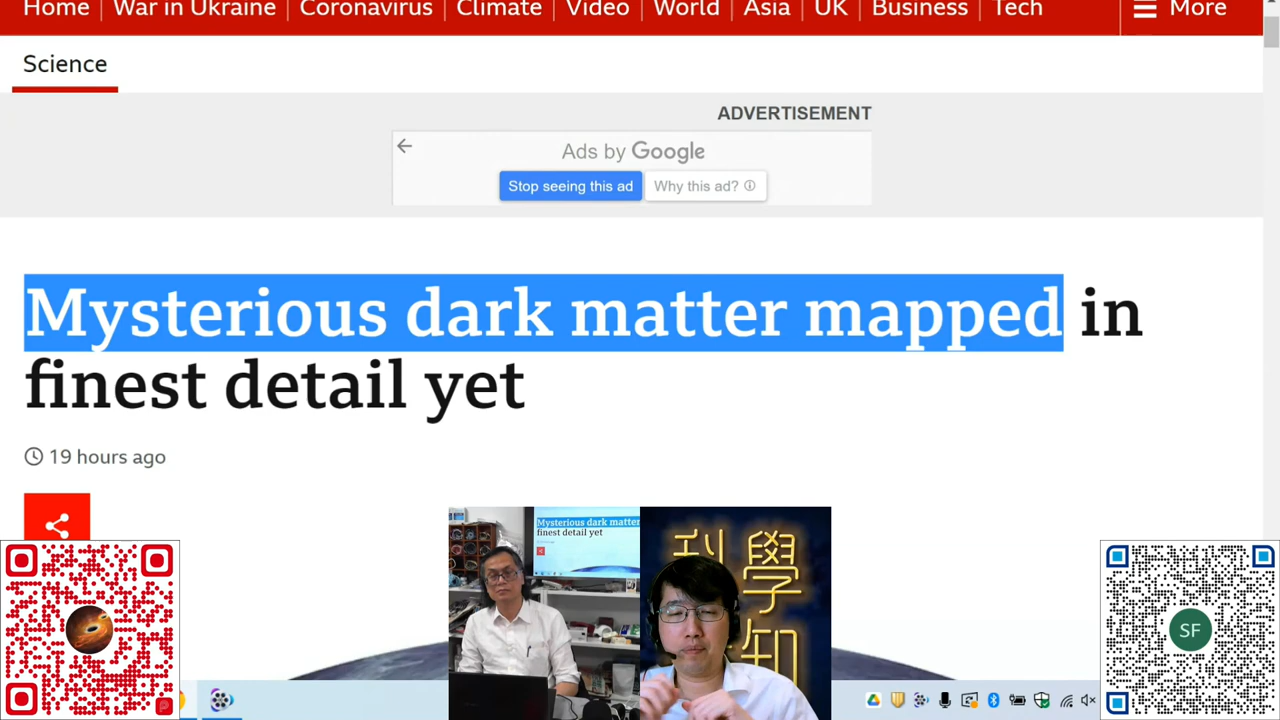 Home War in Ukraine Coronavirus Climate Video World Asia UK Business Tech More
Science
ADVERTISEMENT
Ads by Google
Stop seeing this ad Why this ad?
Mysterious dark matter mapped in
finest detail yet
19 hours ago
Mysterious dark matter
finest detail yet
學
知
SF